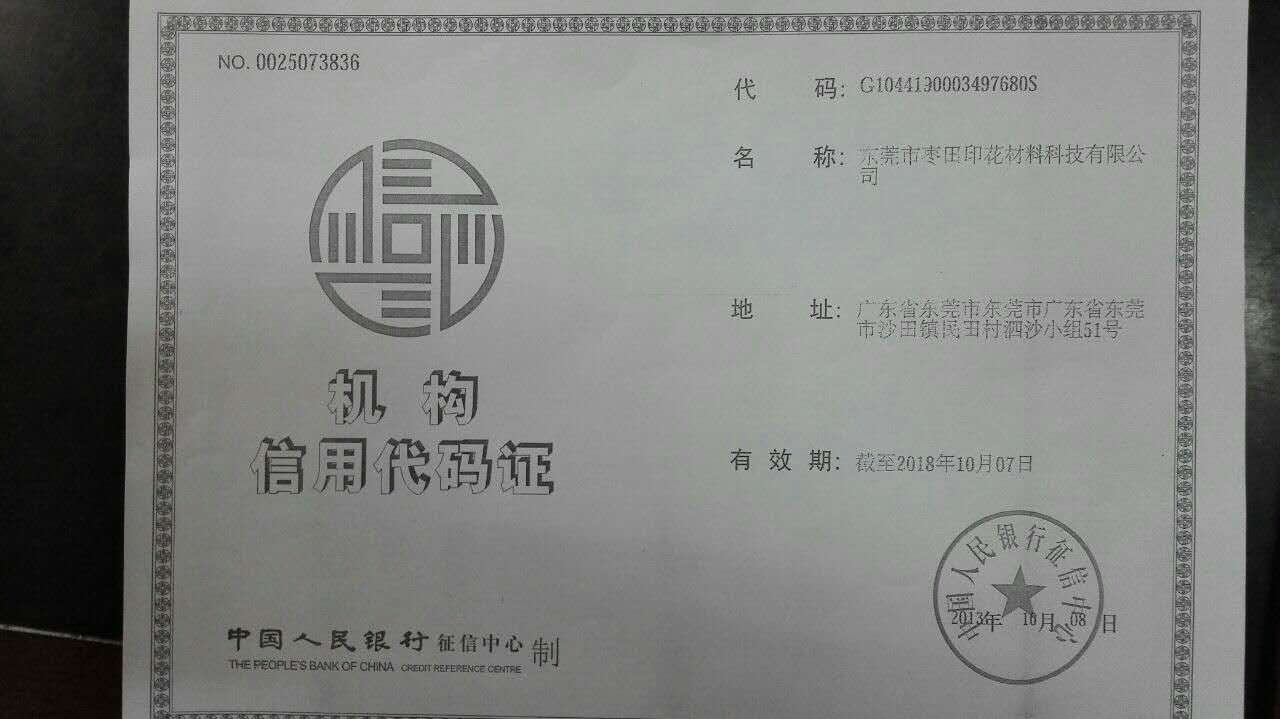 NO. 0025073836
机构
信用代码证
中国人民银行征信中心 制
THE PEOPLE'S BANK OF CHINA CREDIT REFERENCE CENTRE
代 码: G1044190003497680S
名 称: 东莞市枣田印花材料科技有限公
司
地 址: 广东省东莞市东莞市广东省东莞
市沙田镇民田村泗沙小组51号
有 效 期: 截至2018年10月07日
中国人民银行征信中心
2013年 10月 08日